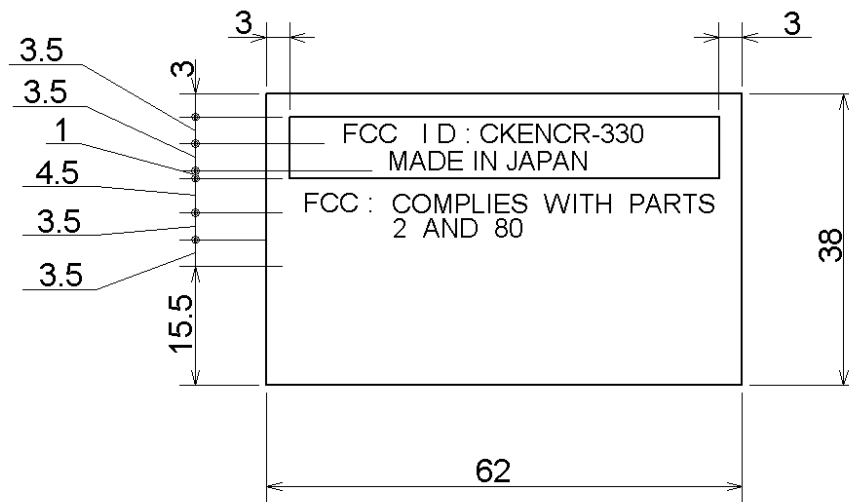 3 3
3.5
3
3.5
1
4.5
3.5
3.5
15.5
FCC ID : CKENCR-330
MADE IN JAPAN
FCC : COMPLIES WITH PARTS
2 AND 80
38
62